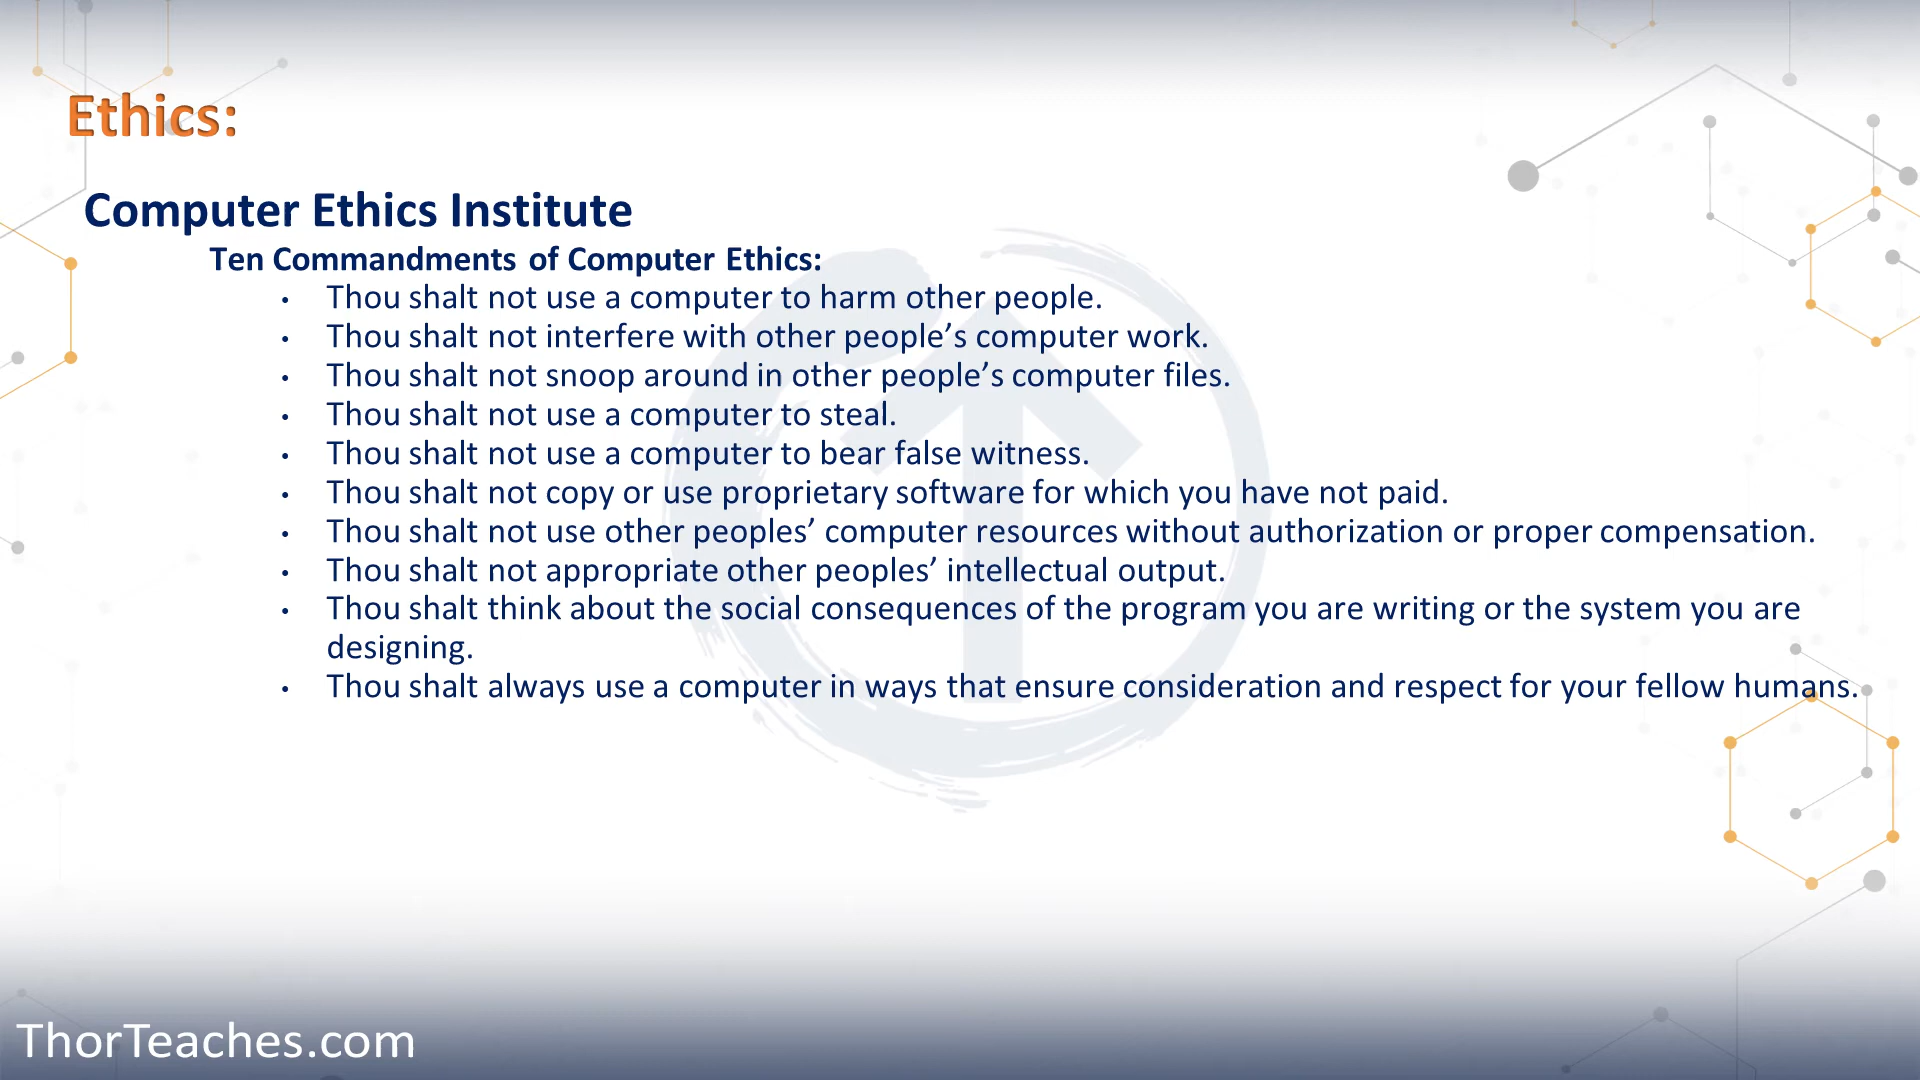 Ethics:
Computer Ethics Institute
Ten Commandments of Computer Ethics:
• Thou shalt not use a computer to harm other people.
• Thou shalt not interfere with other people’s computer work.
• Thou shalt not snoop around in other people’s computer files.
• Thou shalt not use a computer to steal.
• Thou shalt not use a computer to bear false witness.
• Thou shalt not copy or use proprietary software for which you have not paid.
• Thou shalt not use other peoples’ computer resources without authorization or proper compensation.
• Thou shalt not appropriate other peoples’ intellectual output.
• Thou shalt think about the social consequences of the program you are writing or the system you are
designing.
• Thou shalt always use a computer in ways that ensure consideration and respect for your fellow humans.
ThorTeaches.com